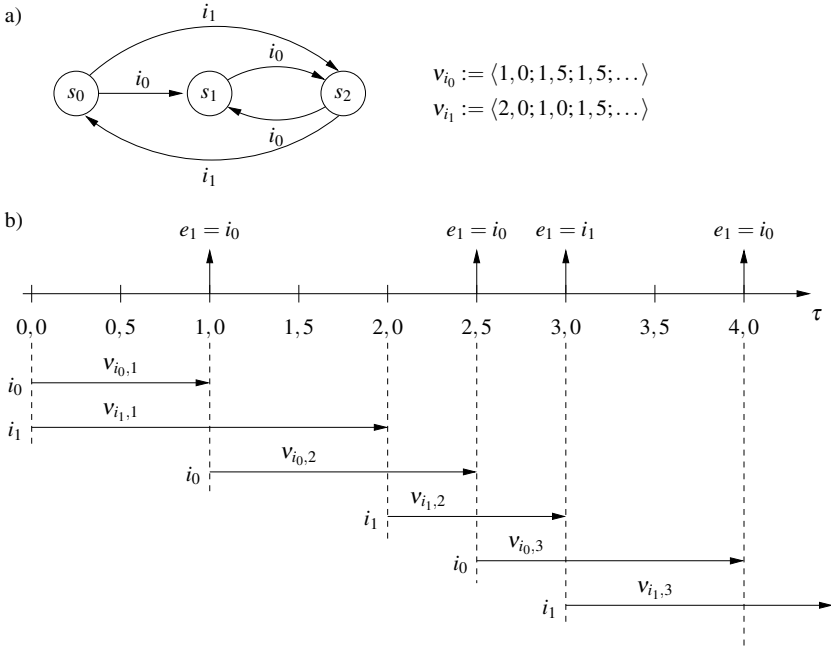 a)
i₁
i₀
i₀
s₀ s₁ s₂
i₀
i₁
ν_{i₀} := ⟨1,0;1,5;1,5;…⟩
ν_{i₁} := ⟨2,0;1,0;1,5;…⟩
b)
e₁ = i₀ e₁ = i₀ e₁ = i₁ e₁ = i₀
0,0 0,5 1,0 1,5 2,0 2,5 3,0 3,5 4,0 τ
ν_{i₀,1}
i₀
ν_{i₁,1}
i₁
ν_{i₀,2}
i₀
ν_{i₁,2}
i₁
ν_{i₀,3}
i₀
ν_{i₁,3}
i₁